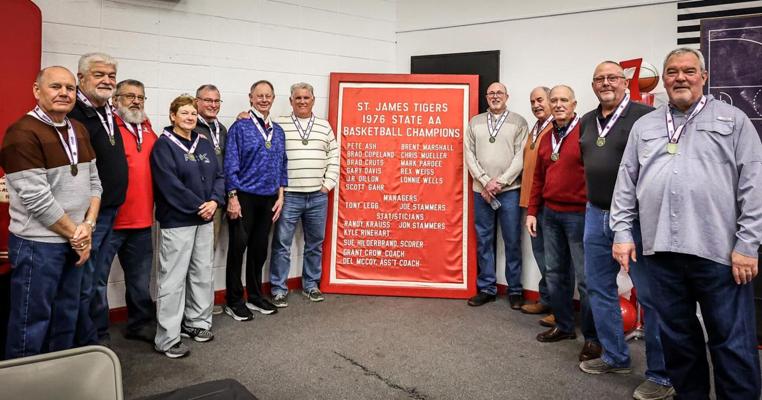 ST. JAMES TIGERS
1976 STATE AA
BASKETBALL CHAMPIONS
PETE ASH BRENT MARSHALL
BRAD COPELAND CHRIS MUELLER
BRAD CRUTS MARK PARDEE
GARY DAVIS REX WEISS
J.R. DILLON LONNIE WELLS
SCOTT GAHR
MANAGERS
TONY LEGG JOE STAMMERS
STATISTICIANS
RANDY KRAUSS JON STAMMERS
KYLE RINEHART
SUE HILDERBRAND, SCORER
GRANT CROW, COACH
DEL MCCOY, ASS'T COACH